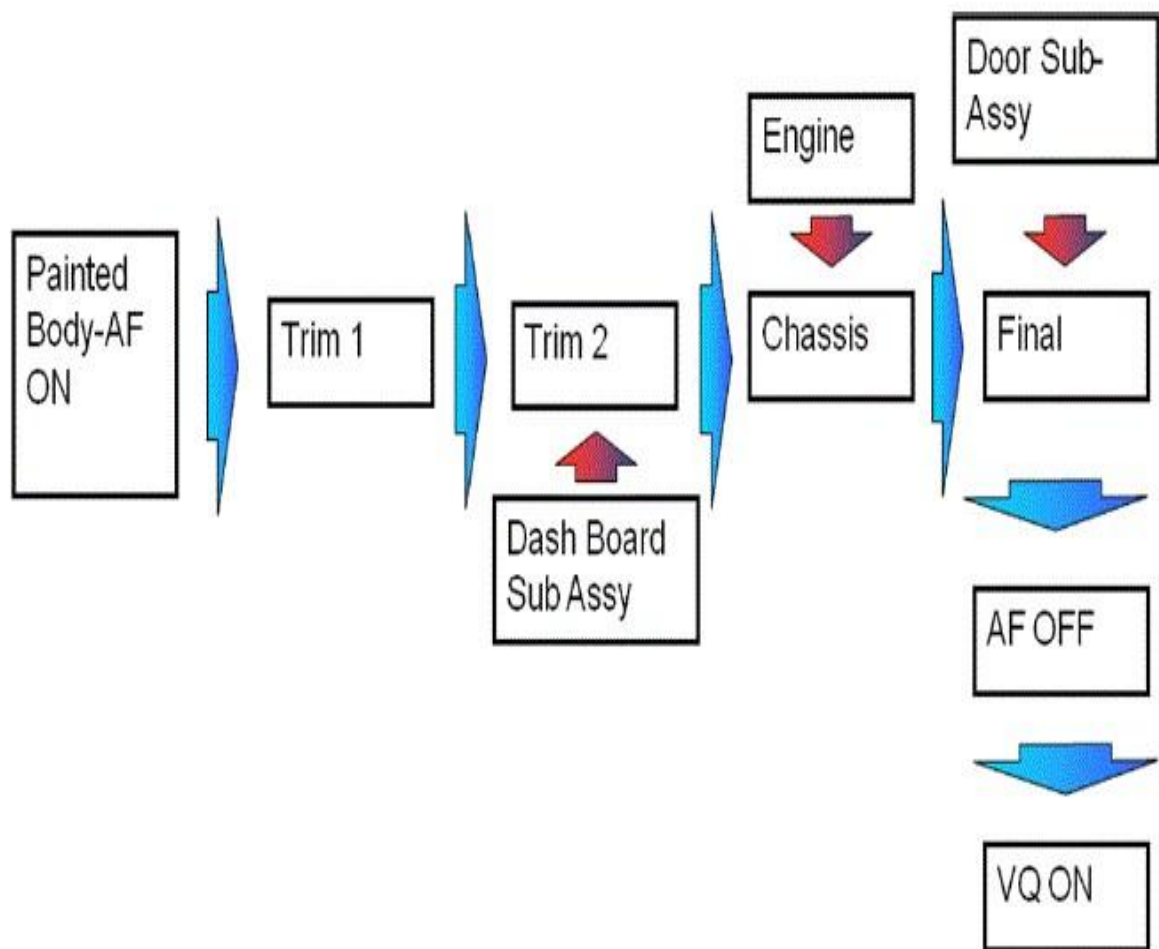 Door Sub-
Assy
Engine
Painted
Body-AF
ON
Trim 1
Trim 2
Chassis
Final
Dash Board
Sub Assy
AF OFF
VQ ON